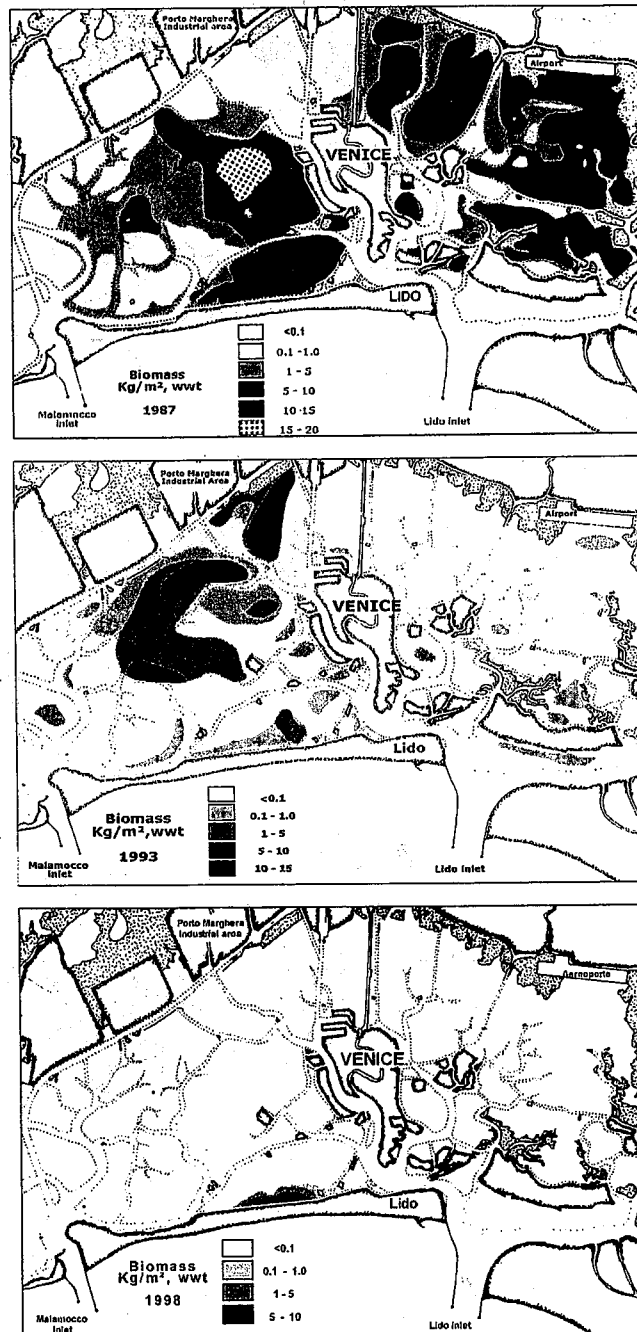 Porto Marghera
Industrial area
Airport
VENICE
LIDO
<0.1
0.1 -1.0
1 - 5
5 - 10
10 -15
15 - 20
Biomass
Kg/m², wwt
1987
Malamocco
inlet
Lido inlet
Porto Marghera
Industrial Area
Airport
VENICE
Lido
<0.1
0.1 - 1.0
1 - 5
5 - 10
10 - 15
Biomass
Kg/m²,wwt
1993
Malamocco
inlet
Lido inlet
Porto Marghera
Industrial area
Aeroporto
VENICE
Lido
<0.1
0.1 - 1.0
1 - 5
5 - 10
Biomass
Kg/m², wwt
1998
Malamocco
inlet
Lido inlet